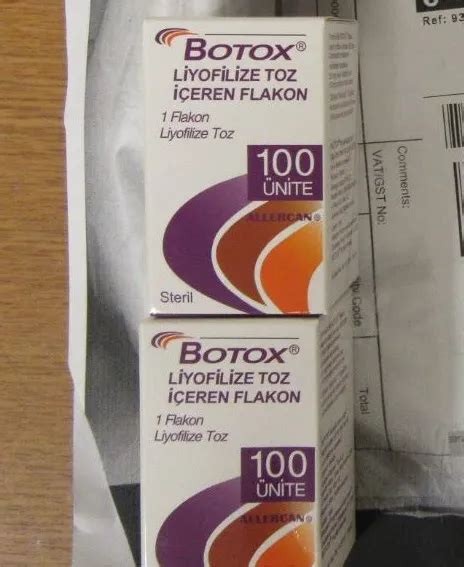 BOTOX®
LİYOFİLİZE TOZ
İÇEREN FLAKON
1 Flakon
Liyofilize Toz
100
ÜNİTE
ALLERGAN®
Steril
BOTOX®
LİYOFİLİZE TOZ
İÇEREN FLAKON
1 Flakon
Liyofilize Toz
100
ÜNİTE
ALLERGAN®
Ref: 93
Comments:
VAT/GST No:
Code
Total